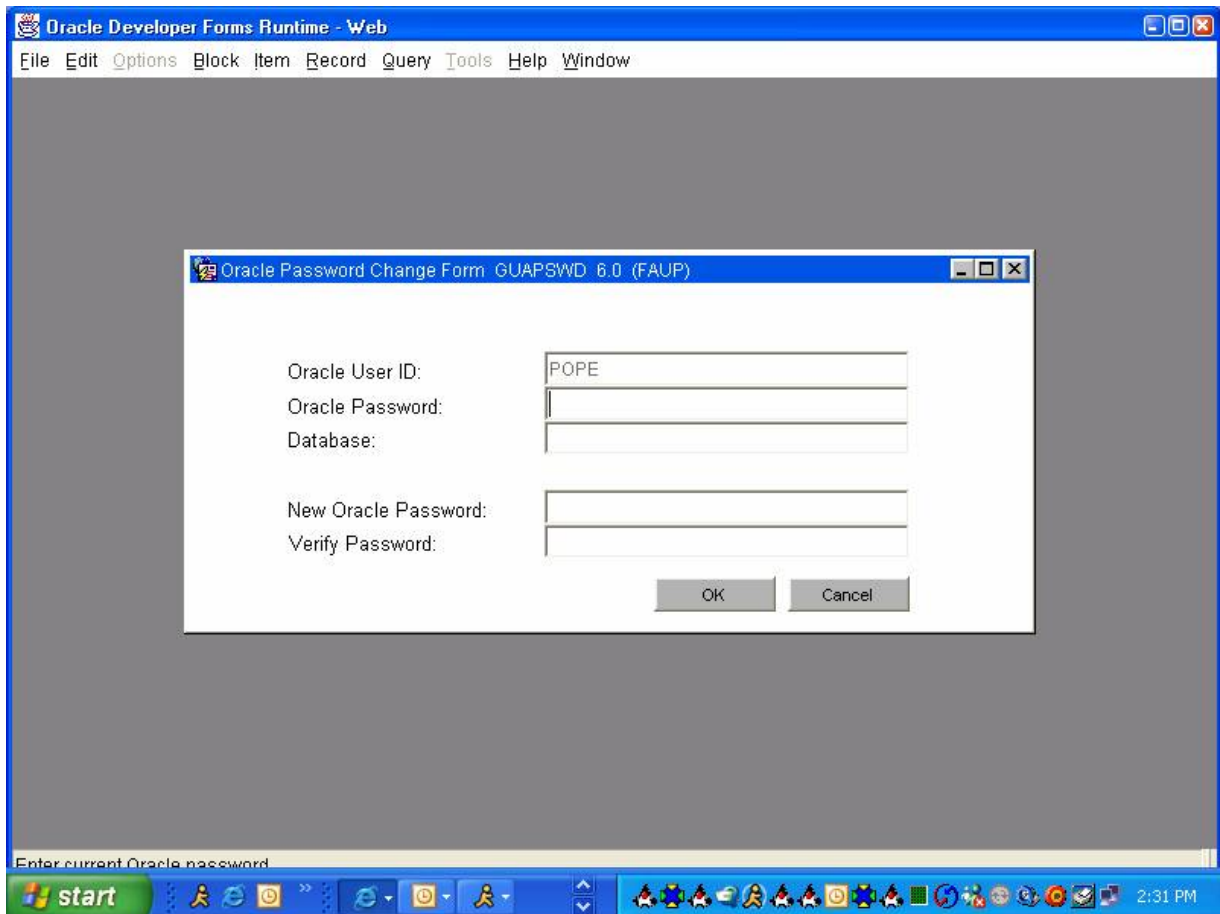 Oracle Developer Forms Runtime - Web
File Edit Options Block Item Record Query Tools Help Window
Oracle Password Change Form GUAPSWD 6.0 (FAUP)
Oracle User ID: POPE
Oracle Password:
Database:
New Oracle Password:
Verify Password:
OK Cancel
Enter current Oracle password
start 2:31 PM